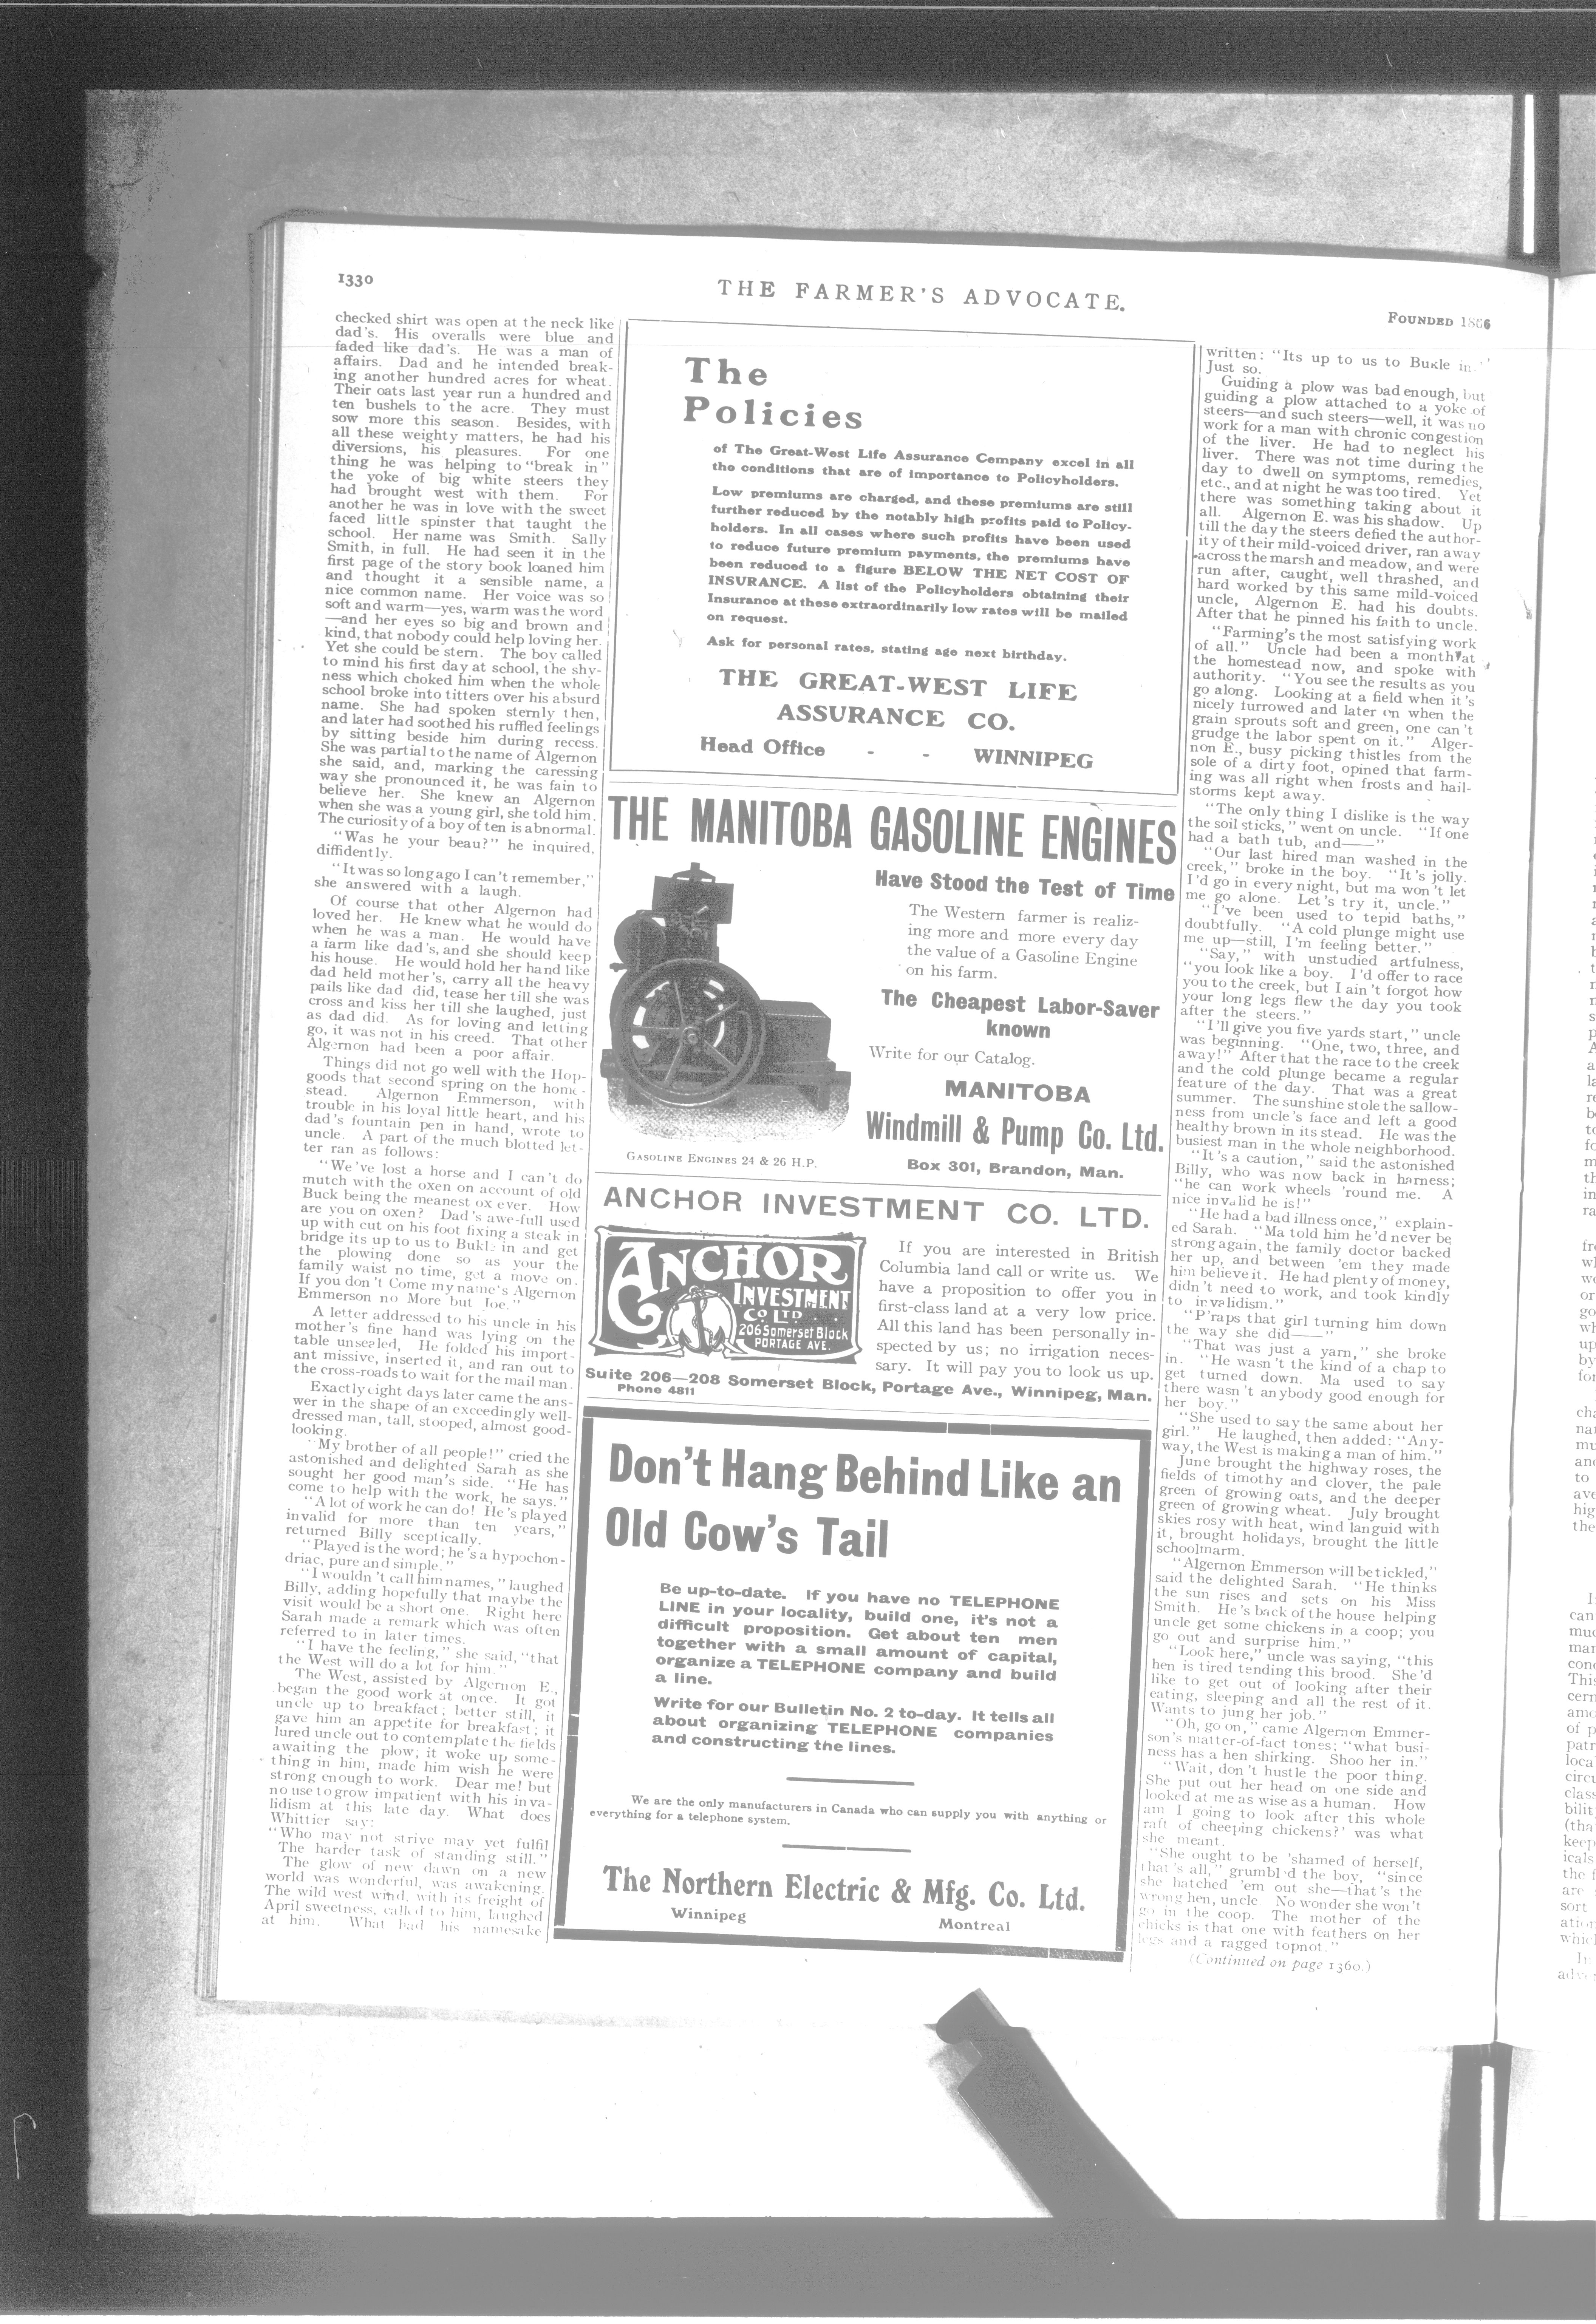 1330
THE FARMER'S ADVOCATE.
FOUNDED 1866
checked shirt was open at the neck like
dad's. His overalls were blue and
faded like dad's. He was a man of
affairs. Dad and he intended break-
ing another hundred acres for wheat.
Their oats last year run a hundred and
ten bushels to the acre. They must
sow more this season. Besides, with
all these weighty matters, he had his
diversions, his pleasures. For one
thing he was helping to "break in"
the yoke of big white steers they
had brought west with them. For
another he was in love with the sweet
faced little spinster that taught the
school. Her name was Smith. Sally
Smith, in full. He had seen it in the
first page of the story book loaned him
and thought it a sensible name, a
nice common name. Her voice was so
soft and warm—yes, warm was the word
—and her eyes so big and brown and
kind, that nobody could help loving her.
Yet she could be stern. The boy called
to mind his first day at school, the shy-
ness which choked him when the whole
school broke into titters over his absurd
name. She had spoken sternly then,
and later had soothed his ruffled feelings
by sitting beside him during recess.
She was partial to the name of Algernon
she said, and, marking the caressing
way she pronounced it, he was fain to
believe her. She knew an Algernon
when she was a young girl, she told him.
The curiosity of a boy of ten is abnormal.
"Was he your beau?" he inquired,
diffidently.
"It was so long ago I can't remember,"
she answered with a laugh.
Of course that other Algernon had
loved her. He knew what he would do
when he was a man. He would have
a farm like dad's, and she should keep
his house. He would hold her hand like
dad held mother's, carry all the heavy
pails like dad did, tease her till she was
cross and kiss her till she laughed, just
as dad did. As for loving and letting
go, it was not in his creed. That other
Algernon had been a poor affair.
Things did not go well with the Hop-
goods that second spring on the home-
stead. Algernon Emmerson, with
trouble in his loyal little heart, and his
dad's fountain pen in hand, wrote to
uncle. A part of the much blotted let-
ter ran as follows:
"We've lost a horse and I can't do
mutch with the oxen on account of old
Buck being the meanest ox ever. How
are you on oxen? Dad's awe-full used
up with cut on his foot fixing a steak in
bridge its up to us to Bukle in and get
the plowing done so as your the
family waist no time, get a move on.
If you don't Come my name's Algernon
Emmerson no More but Joe."
A letter addressed to his uncle in his
mother's fine hand was lying on the
table unsealed, He folded his import-
ant missive, inserted it, and ran out to
the cross-roads to wait for the mail man.
Exactly eight days later came the ans-
wer in the shape of an exceedingly well-
dressed man, tall, stooped, almost good-
looking.
"My brother of all people!" cried the
astonished and delighted Sarah as she
sought her good man's side. "He has
come to help with the work, he says."
"A lot of work he can do! He's played
invalid for more than ten years,"
returned Billy sceptically.
"Played is the word; he's a hypochon-
driac, pure and simple."
"I wouldn't call him names," laughed
Billy, adding hopefully that maybe the
visit would be a short one. Right here
Sarah made a remark which was often
referred to in later times.
"I have the feeling," she said, "that
the West will do a lot for him."
The West, assisted by Algernon E.,
began the good work at once. It got
uncle up to breakfact; better still, it
gave him an appetite for breakfast; it
lured uncle out to contemplate the fields
awaiting the plow; it woke up some-
thing in him, made him wish he were
strong enough to work. Dear me! but
no use to grow impatient with his inva-
lidism at this late day. What does
Whittier say:
"Who may not strive may yet fulfil
The harder task of standing still."
The glow of new dawn on a new
world was wonderful, was awakening.
The wild west wind, with its freight of
April sweetness, called to him, laughed
at him. What had his namesake
The
Policies
of The Great-West Life Assurance Company excel in all
the conditions that are of importance to Policyholders.
Low premiums are charged, and these premiums are still
further reduced by the notably high profits paid to Policy-
holders. In all cases where such profits have been used
to reduce future premium payments, the premiums have
been reduced to a figure BELOW THE NET COST OF
INSURANCE. A list of the Policyholders obtaining their
Insurance at these extraordinarily low rates will be mailed
on request.
Ask for personal rates, stating age next birthday.
THE GREAT-WEST LIFE
ASSURANCE CO.
Head Office - - WINNIPEG
THE MANITOBA GASOLINE ENGINES
Have Stood the Test of Time
The Western farmer is realiz-
ing more and more every day
the value of a Gasoline Engine
on his farm.
The Cheapest Labor-Saver
known
Write for our Catalog.
MANITOBA
Windmill & Pump Co. Ltd.
Box 301, Brandon, Man.
GASOLINE ENGINES 24 & 26 H.P.
ANCHOR INVESTMENT CO. LTD.
ANCHOR
INVESTMENT
CO LTD
206 Somerset Block
PORTAGE AVE.
If you are interested in British
Columbia land call or write us. We
have a proposition to offer you in
first-class land at a very low price.
All this land has been personally in-
spected by us; no irrigation neces-
sary. It will pay you to look us up.
Suite 206—208 Somerset Block, Portage Ave., Winnipeg, Man.
Phone 4811
Don't Hang Behind Like an
Old Cow's Tail
Be up-to-date. If you have no TELEPHONE
LINE in your locality, build one, it's not a
difficult proposition. Get about ten men
together with a small amount of capital,
organize a TELEPHONE company and build
a line.
Write for our Bulletin No. 2 to-day. It tells all
about organizing TELEPHONE companies
and constructing the lines.
We are the only manufacturers in Canada who can supply you with anything or
everything for a telephone system.
The Northern Electric & Mfg. Co. Ltd.
Winnipeg Montreal
written: "Its up to us to Bukle in."
Just so.
Guiding a plow was bad enough, but
guiding a plow attached to a yoke of
steers—and such steers—well, it was no
work for a man with chronic congestion
of the liver. He had to neglect his
liver. There was not time during the
day to dwell on symptoms, remedies,
etc., and at night he was too tired. Yet
there was something taking about it
all. Algernon E. was his shadow. Up
till the day the steers defied the author-
ity of their mild-voiced driver, ran away
across the marsh and meadow, and were
run after, caught, well thrashed, and
hard worked by this same mild-voiced
uncle, Algernon E. had his doubts.
After that he pinned his faith to uncle.
"Farming's the most satisfying work
of all." Uncle had been a month at
the homestead now, and spoke with
authority. "You see the results as you
go along. Looking at a field when it's
nicely furrowed and later on when the
grain sprouts soft and green, one can't
grudge the labor spent on it." Alger-
non E., busy picking thistles from the
sole of a dirty foot, opined that farm-
ing was all right when frosts and hail-
storms kept away.
"The only thing I dislike is the way
the soil sticks," went on uncle. "If one
had a bath tub, and——"
"Our last hired man washed in the
creek," broke in the boy. "It's jolly.
I'd go in every night, but ma won't let
me go alone. Let's try it, uncle."
"I've been used to tepid baths,"
doubtfully. "A cold plunge might use
me up—still, I'm feeling better."
"Say," with unstudied artfulness,
"you look like a boy. I'd offer to race
you to the creek, but I ain't forgot how
your long legs flew the day you took
after the steers."
"I'll give you five yards start," uncle
was beginning. "One, two, three, and
away!" After that the race to the creek
and the cold plunge became a regular
feature of the day. That was a great
summer. The sunshine stole the sallow-
ness from uncle's face and left a good
healthy brown in its stead. He was the
busiest man in the whole neighborhood.
"It's a caution," said the astonished
Billy, who was now back in harness;
"he can work wheels 'round me. A
nice invalid he is!"
"He had a bad illness once," explain-
ed Sarah. "Ma told him he'd never be
strong again, the family doctor backed
her up, and between 'em they made
him believe it. He had plenty of money,
didn't need to work, and took kindly
to invalidism."
"P'raps that girl turning him down
the way she did——"
"That was just a yarn," she broke
in. "He wasn't the kind of a chap to
get turned down. Ma used to say
there wasn't anybody good enough for
her boy."
"She used to say the same about her
girl." He laughed, then added: "Any-
way, the West is making a man of him."
June brought the highway roses, the
fields of timothy and clover, the pale
green of growing oats, and the deeper
green of growing wheat. July brought
skies rosy with heat, wind languid with
it, brought holidays, brought the little
schoolmarm.
"Algernon Emmerson will be tickled,"
said the delighted Sarah. "He thinks
the sun rises and sets on his Miss
Smith. He's back of the house helping
uncle get some chickens in a coop; you
go out and surprise him."
"Look here," uncle was saying, "this
hen is tired tending this brood. She'd
like to get out of looking after their
eating, sleeping and all the rest of it.
Wants to jung her job."
"Oh, go on," came Algernon Emmer-
son's matter-of-fact tones; "what busi-
ness has a hen shirking. Shoo her in."
"Wait, don't hustle the poor thing.
She put out her head on one side and
looked at me as wise as a human. How
am I going to look after this whole
raft of cheeping chickens?' was what
she meant.
"She ought to be 'shamed of herself,
that's all," grumbled the boy, "since
she hatched 'em out she—that's the
wrong hen, uncle. No wonder she won't
go in the coop. The mother of the
chicks is that one with feathers on her
legs and a ragged topnot."
(Continued on page 1360.)